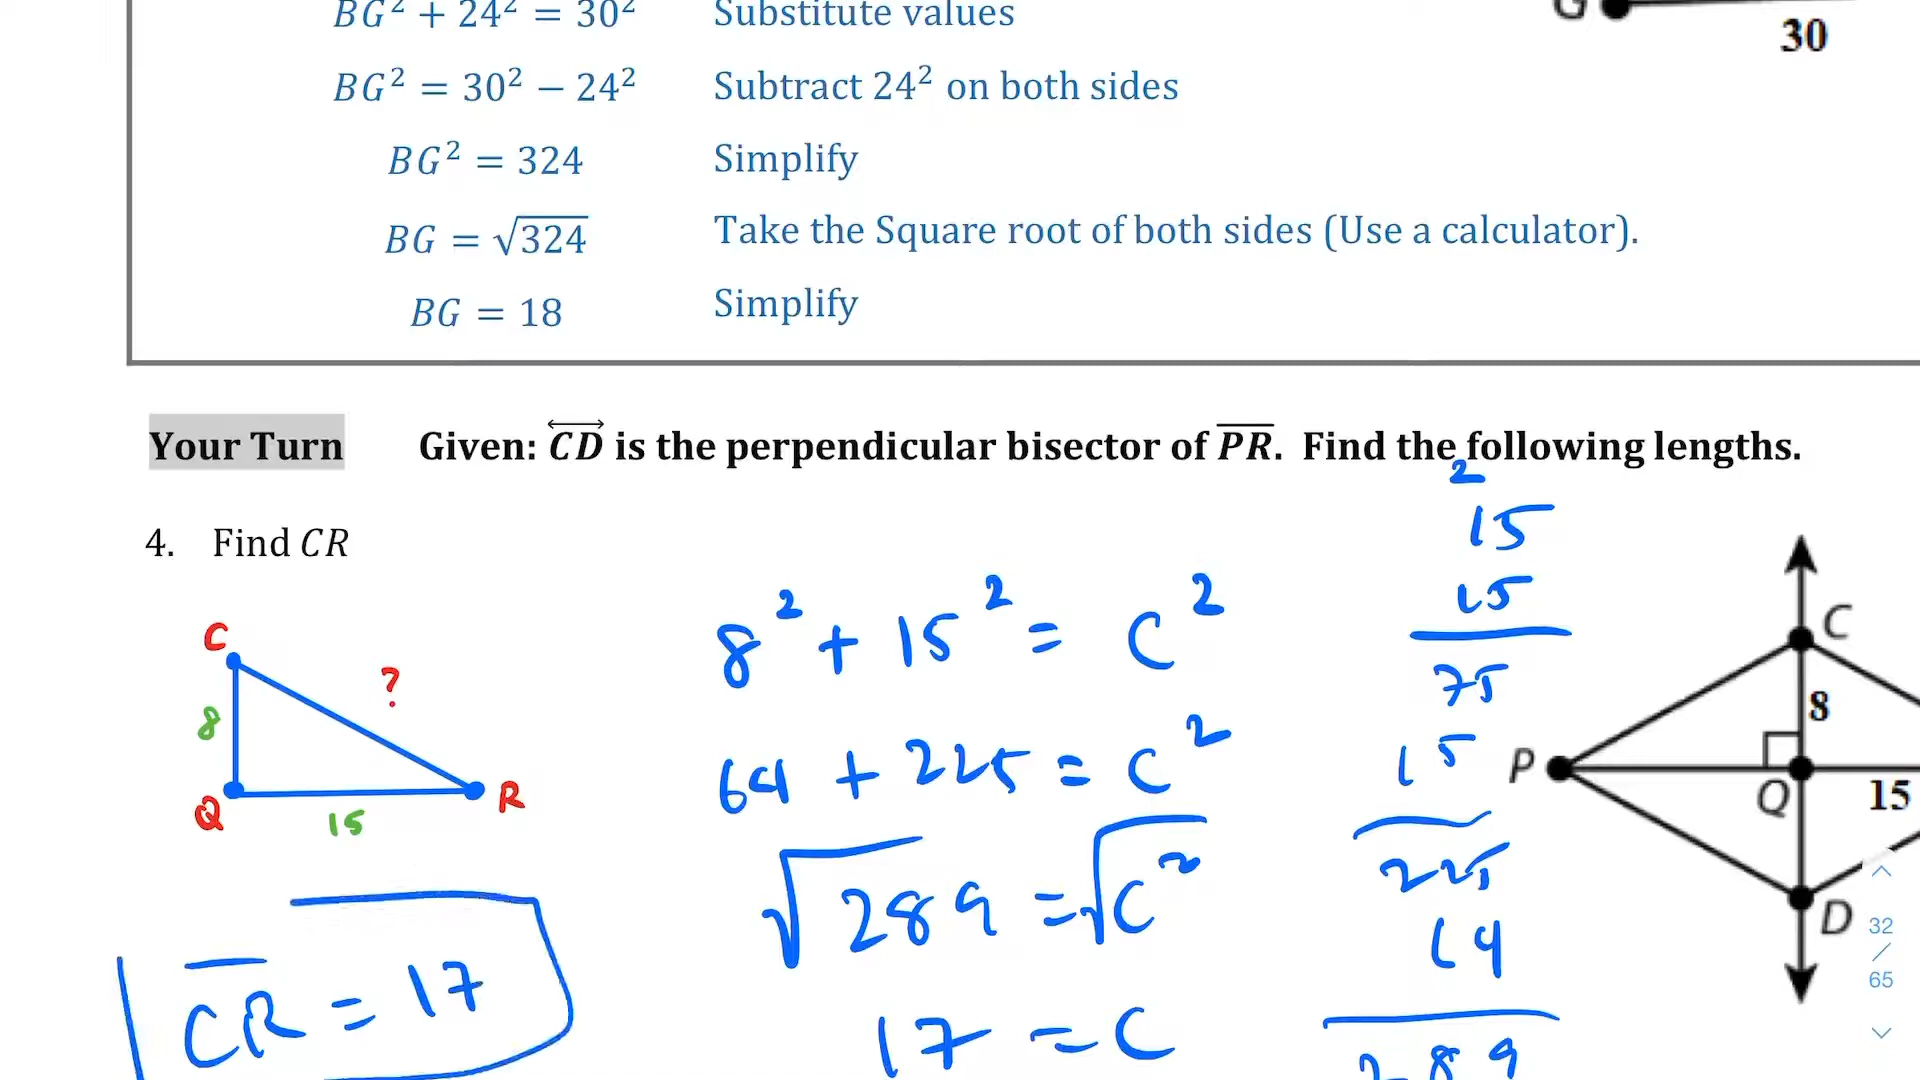 BG² + 24² = 30² Substitute values
BG² = 30² − 24² Subtract 24² on both sides
BG² = 324 Simplify
BG = √324 Take the Square root of both sides (Use a calculator).
BG = 18 Simplify
G
30
Your Turn Given: CD is the perpendicular bisector of PR. Find the following lengths.
4. Find CR
C
?
8
Q
15
R
CR = 17
8² + 15² = C²
64 + 225 = C²
√289 = √C²
17 = C
2
15
15
75
15
225
64
289
C
8
P
Q
15
D
32
/
65